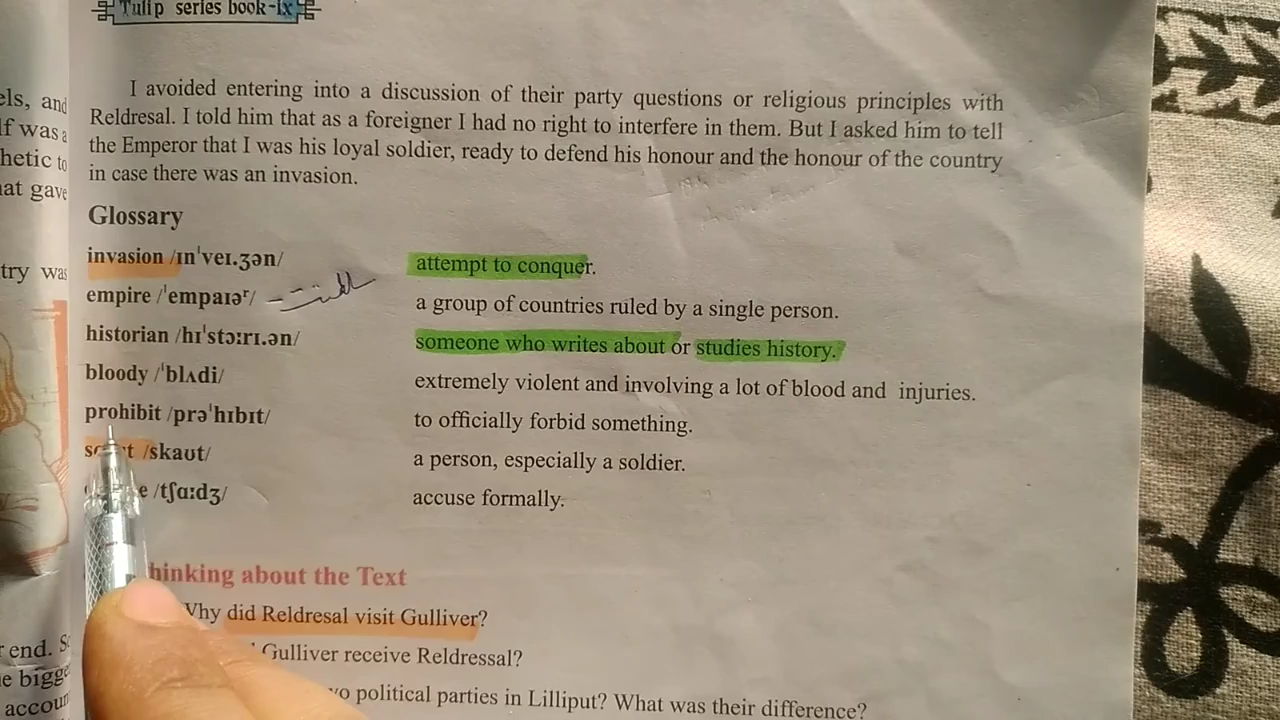 Tulip series book-ix
els, and
lf was a
hetic to
hat gave
try was
r end. S
e bigge
accoun
I avoided entering into a discussion of their party questions or religious principles with
Reldresal. I told him that as a foreigner I had no right to interfere in them. But I asked him to tell
the Emperor that I was his loyal soldier, ready to defend his honour and the honour of the country
in case there was an invasion.
Glossary
invasion /ɪnˈveɪ.ʒən/ attempt to conquer.
empire /ˈempaɪəʳ/ a group of countries ruled by a single person.
historian /hɪˈstɔːrɪ.ən/ someone who writes about or studies history.
bloody /ˈblʌdi/ extremely violent and involving a lot of blood and injuries.
prohibit /prəˈhɪbɪt/ to officially forbid something.
/skaʊt/ a person, especially a soldier.
/tʃɑːdʒ/ accuse formally.
hinking about the Text
Why did Reldresal visit Gulliver?
Gulliver receive Reldressal?
political parties in Lilliput? What was their difference?